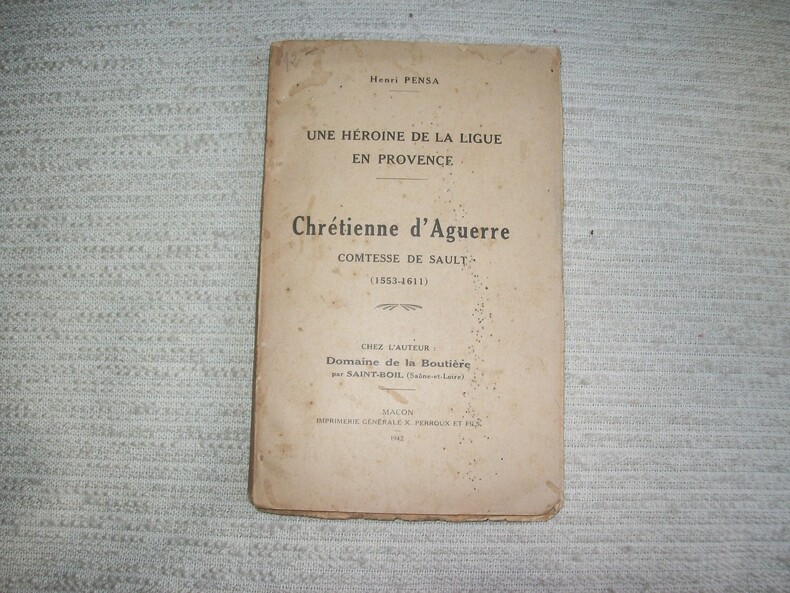 Henri PENSA
UNE HÉROINE DE LA LIGUE
EN PROVENCE
Chrétienne d'Aguerre
COMTESSE DE SAULT
(1553-1611)
CHEZ L'AUTEUR :
Domaine de la Boutière
par SAINT-BOIL (Saône-et-Loire)
MACON
IMPRIMERIE GÉNÉRALE X. PERROUX ET FILS
1942